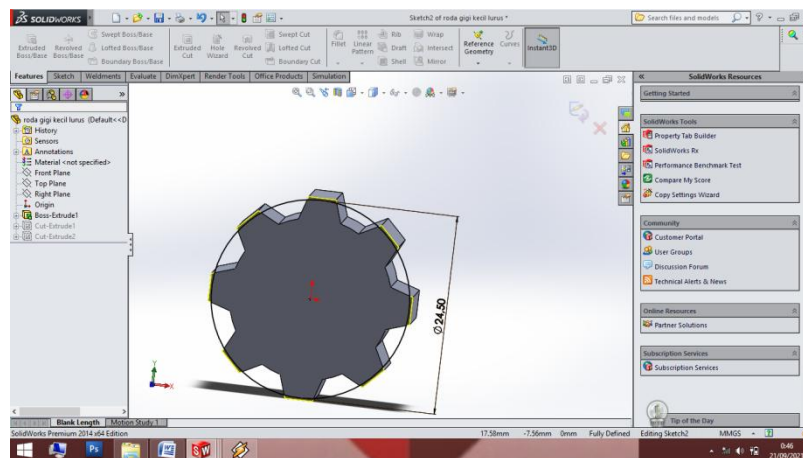 SOLIDWORKS
Sketch2 of roda gigi kecil lurus *
Search files and models
Extruded Boss/Base
Revolved Boss/Base
Swept Boss/Base
Lofted Boss/Base
Boundary Boss/Base
Extruded Cut
Hole Wizard
Revolved Cut
Swept Cut
Lofted Cut
Boundary Cut
Fillet
Linear Pattern
Rib
Draft
Shell
Wrap
Intersect
Mirror
Reference Geometry
Curves
Instant3D
Features Sketch Weldments Evaluate DimXpert Render Tools Office Products Simulation
roda gigi kecil lurus (Default<<D
History
Sensors
Annotations
Material <not specified>
Front Plane
Top Plane
Right Plane
Origin
Boss-Extrude1
Cut-Extrude1
Cut-Extrude2
Ø24,50
Y
X
SolidWorks Resources
Getting Started
SolidWorks Tools
Property Tab Builder
SolidWorks Rx
Performance Benchmark Test
Compare My Score
Copy Settings Wizard
Community
Customer Portal
User Groups
Discussion Forum
Technical Alerts & News
Online Resources
Partner Solutions
Subscription Services
Subscription Services
Tip of the Day
Blank Length Motion Study 1
SolidWorks Premium 2014 x64 Edition
17.58mm -7.56mm 0mm Fully Defined Editing Sketch2 MMGS
Ps
SW
0:46
21/09/2021